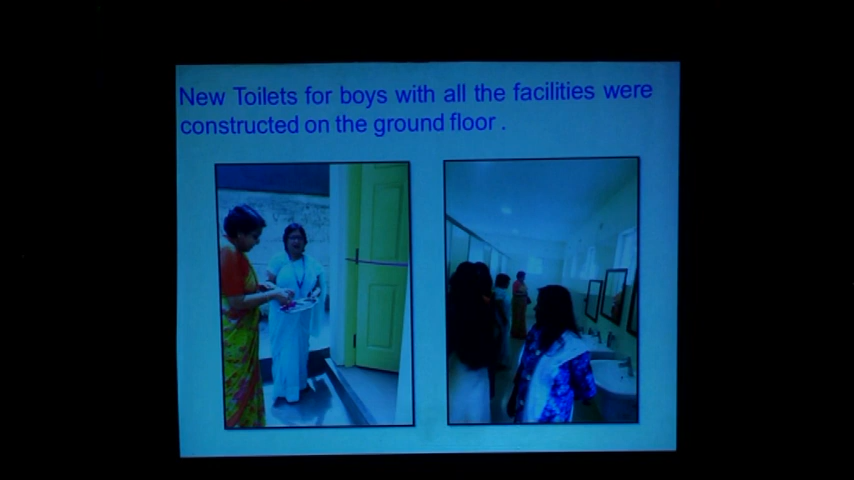 New Toilets for boys with all the facilities were
constructed on the ground floor .